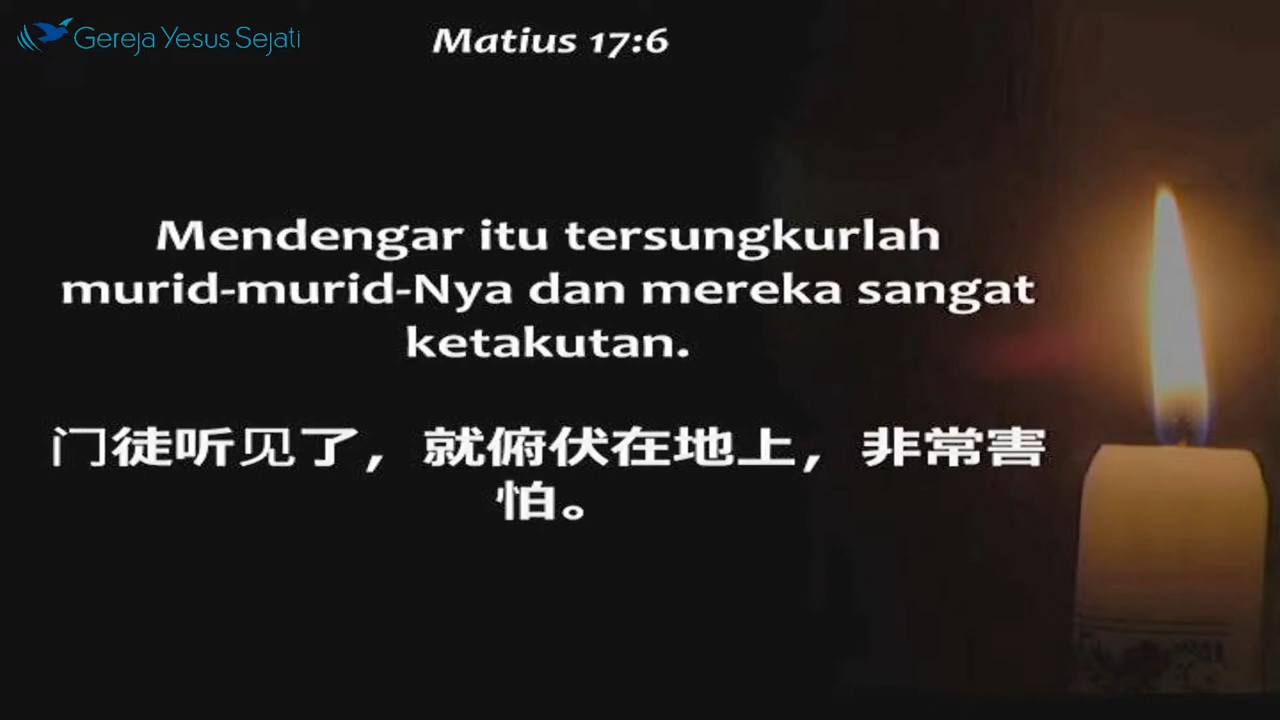 Gereja Yesus Sejati
Matius 17:6
Mendengar itu tersungkurlah
murid-murid-Nya dan mereka sangat
ketakutan.
门徒听见了，就俯伏在地上，非常害
怕。